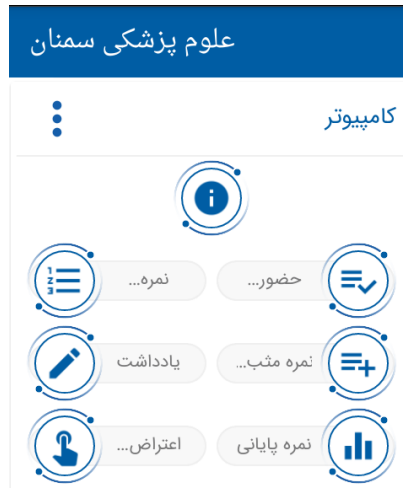 علوم پزشکی سمنان
کامپیوتر
حضور... نمره...
نمره مثب... یادداشت
نمره پایانی اعتراض...